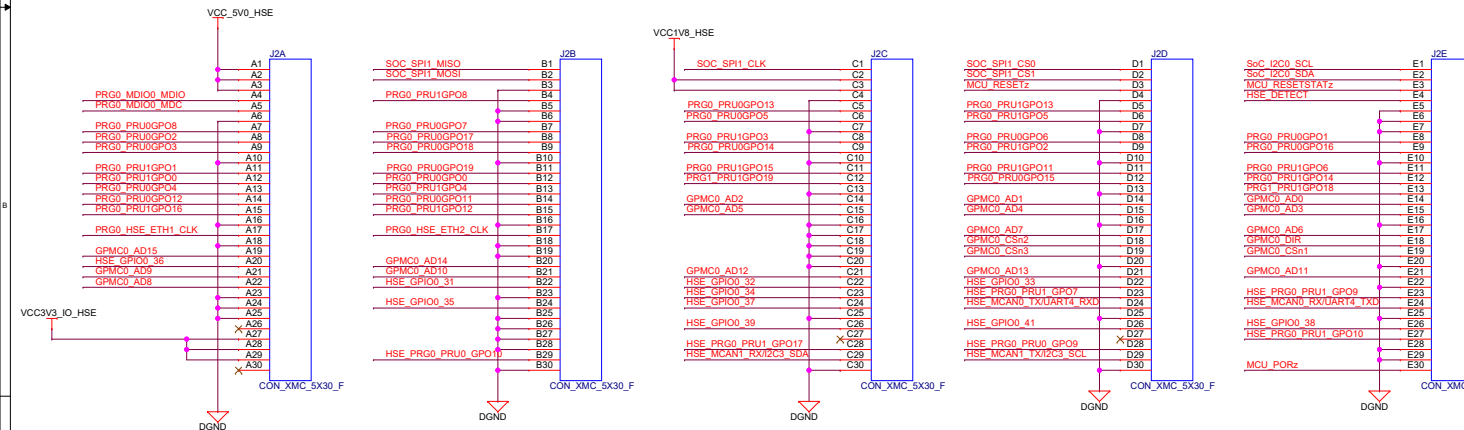 B
VCC_5V0_HSE
J2A
A1
A2
A3
PRG0_MDIO0_MDIO A4
PRG0_MDIO0_MDC A5
A6
PRG0_PRU0GPO8 A7
PRG0_PRU0GPO2 A8
PRG0_PRU0GPO3 A9
A10
PRG0_PRU1GPO1 A11
PRG0_PRU1GPO0 A12
PRG0_PRU0GPO4 A13
PRG0_PRU0GPO12 A14
PRG0_PRU1GPO16 A15
A16
PRG0_HSE_ETH1_CLK A17
A18
GPMC0_AD15 A19
HSE_GPIO0_36 A20
GPMC0_AD9 A21
GPMC0_AD8 A22
A23
A24
A25
VCC3V3_IO_HSE
A26
A27
A28
A29
A30
CON_XMC_5X30_F
DGND
J2B
SOC_SPI1_MISO B1
SOC_SPI1_MOSI B2
B3
PRG0_PRU1GPO8 B4
B5
B6
PRG0_PRU0GPO7 B7
PRG0_PRU0GPO17 B8
PRG0_PRU0GPO18 B9
B10
PRG0_PRU0GPO19 B11
PRG0_PRU0GPO0 B12
PRG0_PRU1GPO4 B13
PRG0_PRU0GPO11 B14
PRG0_PRU1GPO12 B15
B16
PRG0_HSE_ETH2_CLK B17
B18
B19
GPMC0_AD14 B20
GPMC0_AD10 B21
HSE_GPIO0_31 B22
B23
HSE_GPIO0_35 B24
B25
B26
B27
B28
HSE_PRG0_PRU0_GPO10 B29
B30
CON_XMC_5X30_F
DGND
VCC1V8_HSE
J2C
SOC_SPI1_CLK C1
C2
C3
C4
PRG0_PRU0GPO13 C5
PRG0_PRU0GPO5 C6
C7
PRG0_PRU1GPO3 C8
PRG0_PRU0GPO14 C9
C10
PRG0_PRU1GPO15 C11
PRG1_PRU1GPO19 C12
C13
GPMC0_AD2 C14
GPMC0_AD5 C15
C16
C17
C18
C19
C20
GPMC0_AD12 C21
HSE_GPIO0_32 C22
HSE_GPIO0_34 C23
HSE_GPIO0_37 C24
C25
HSE_GPIO0_39 C26
C27
HSE_PRG0_PRU1_GPO17 C28
HSE_MCAN1_RX/I2C3_SDA C29
C30
CON_XMC_5X30_F
DGND
J2D
SOC_SPI1_CS0 D1
SOC_SPI1_CS1 D2
MCU_RESETz D3
D4
PRG0_PRU1GPO13 D5
PRG0_PRU1GPO5 D6
D7
PRG0_PRU0GPO6 D8
PRG0_PRU1GPO2 D9
D10
PRG0_PRU1GPO11 D11
PRG0_PRU0GPO15 D12
D13
GPMC0_AD1 D14
GPMC0_AD4 D15
D16
GPMC0_AD7 D17
GPMC0_CSn2 D18
GPMC0_CSn3 D19
D20
GPMC0_AD13 D21
HSE_GPIO0_33 D22
HSE_PRG0_PRU1_GPO7 D23
HSE_MCAN0_TX/UART4_RXD D24
D25
HSE_GPIO0_41 D26
D27
HSE_PRG0_PRU0_GPO9 D28
HSE_MCAN1_TX/I2C3_SCL D29
D30
CON_XMC_5X30_F
DGND
J2E
SoC_I2C0_SCL E1
SoC_I2C0_SDA E2
MCU_RESETSTATz E3
HSE_DETECT E4
E5
E6
E7
PRG0_PRU0GPO1 E8
PRG0_PRU0GPO16 E9
E10
PRG0_PRU1GPO6 E11
PRG0_PRU1GPO14 E12
PRG1_PRU1GPO18 E13
GPMC0_AD0 E14
GPMC0_AD3 E15
E16
GPMC0_AD6 E17
GPMC0_DIR E18
GPMC0_CSn1 E19
E20
GPMC0_AD11 E21
E22
HSE_PRG0_PRU1_GPO9 E23
HSE_MCAN0_RX/UART4_TXD E24
E25
HSE_GPIO0_38 E26
HSE_PRG0_PRU1_GPO10 E27
E28
E29
MCU_PORz E30
CON_XMC
DGND